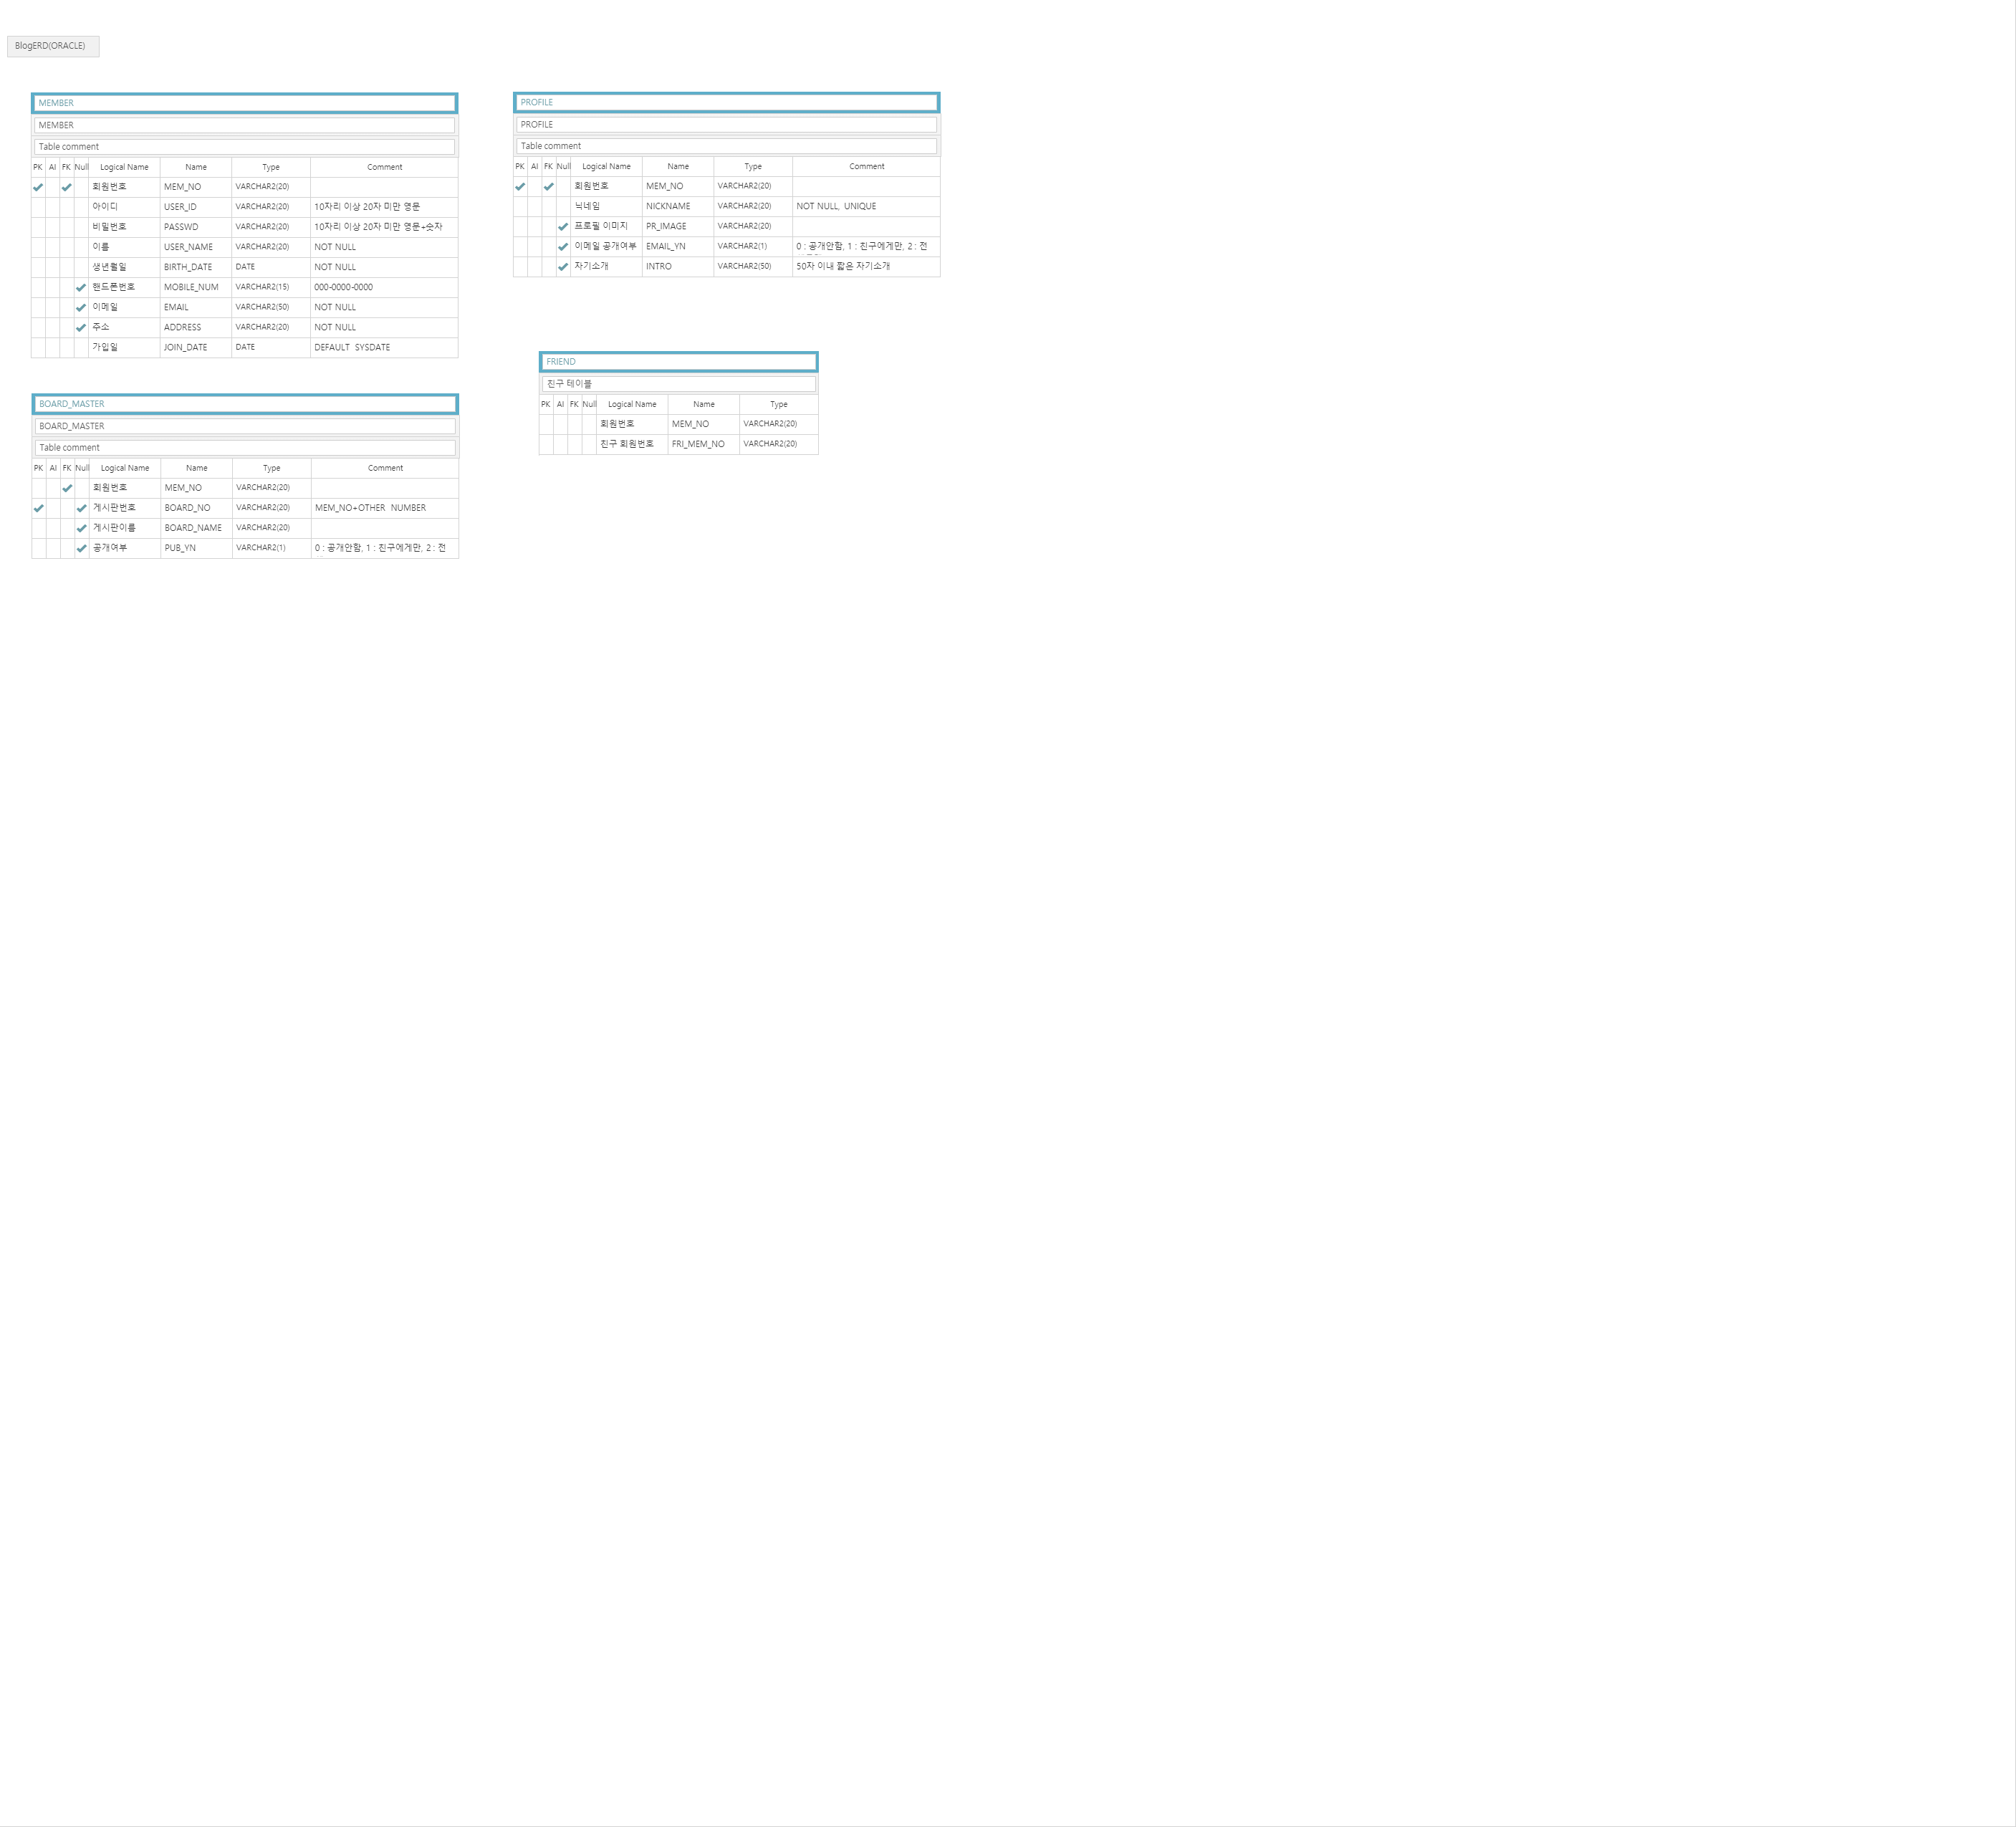 BlogERD(ORACLE)
MEMBER
MEMBER
Table comment
PK AI FK Null Logical Name Name Type Comment
회원번호 MEM_NO VARCHAR2(20)
아이디 USER_ID VARCHAR2(20) 10자리 이상 20자 미만 영문
비밀번호 PASSWD VARCHAR2(20) 10자리 이상 20자 미만 영문+숫자
이름 USER_NAME VARCHAR2(20) NOT NULL
생년월일 BIRTH_DATE DATE NOT NULL
핸드폰번호 MOBILE_NUM VARCHAR2(15) 000-0000-0000
이메일 EMAIL VARCHAR2(50) NOT NULL
주소 ADDRESS VARCHAR2(20) NOT NULL
가입일 JOIN_DATE DATE DEFAULT SYSDATE
PROFILE
PROFILE
Table comment
PK AI FK Null Logical Name Name Type Comment
회원번호 MEM_NO VARCHAR2(20)
닉네임 NICKNAME VARCHAR2(20) NOT NULL, UNIQUE
프로필 이미지 PR_IMAGE VARCHAR2(20)
이메일 공개여부 EMAIL_YN VARCHAR2(1) 0 : 공개안함, 1 : 친구에게만, 2 : 전
자기소개 INTRO VARCHAR2(50) 50자 이내 짧은 자기소개
FRIEND
친구 테이블
PK AI FK Null Logical Name Name Type
회원번호 MEM_NO VARCHAR2(20)
친구 회원번호 FRI_MEM_NO VARCHAR2(20)
BOARD_MASTER
BOARD_MASTER
Table comment
PK AI FK Null Logical Name Name Type Comment
회원번호 MEM_NO VARCHAR2(20)
게시판번호 BOARD_NO VARCHAR2(20) MEM_NO+OTHER NUMBER
게시판이름 BOARD_NAME VARCHAR2(20)
공개여부 PUB_YN VARCHAR2(1) 0 : 공개안함, 1 : 친구에게만, 2 : 전